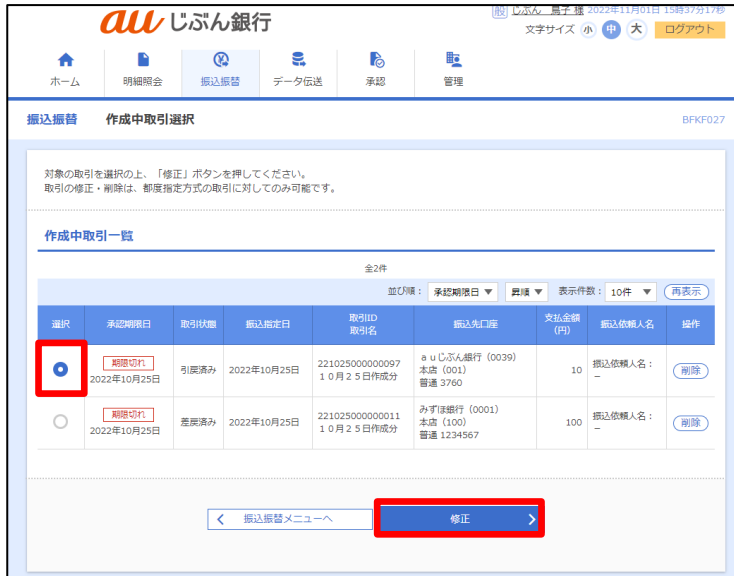 au じぶん銀行
般 じぶん 鳥子 様 2022年11月01日 15時37分17秒
文字サイズ 小 中 大 ログアウト
ホーム 明細照会 振込振替 データ伝送 承認 管理
振込振替 作成中取引選択 BFKF027
対象の取引を選択の上、「修正」ボタンを押してください。
取引の修正・削除は、都度指定方式の取引に対してのみ可能です。
作成中取引一覧
全2件
並び順： 承認期限日 ▼ 昇順 ▼ 表示件数： 10件 ▼ 再表示
選択 承認期限日 取引状態 振込指定日 取引ID 振込先口座 支払金額 振込依頼人名 操作
取引名 (円)
期限切れ
2022年10月25日
引戻済み 2022年10月25日
221025000000097
１０月２５日作成分
ａｕじぶん銀行（0039）
本店（001）
普通 3760
10
振込依頼人名：
−
削除
期限切れ
2022年10月25日
差戻済み 2022年10月25日
221025000000011
１０月２５日作成分
みずほ銀行（0001）
本店（100）
普通 1234567
100
振込依頼人名：
−
削除
振込振替メニューへ 修正